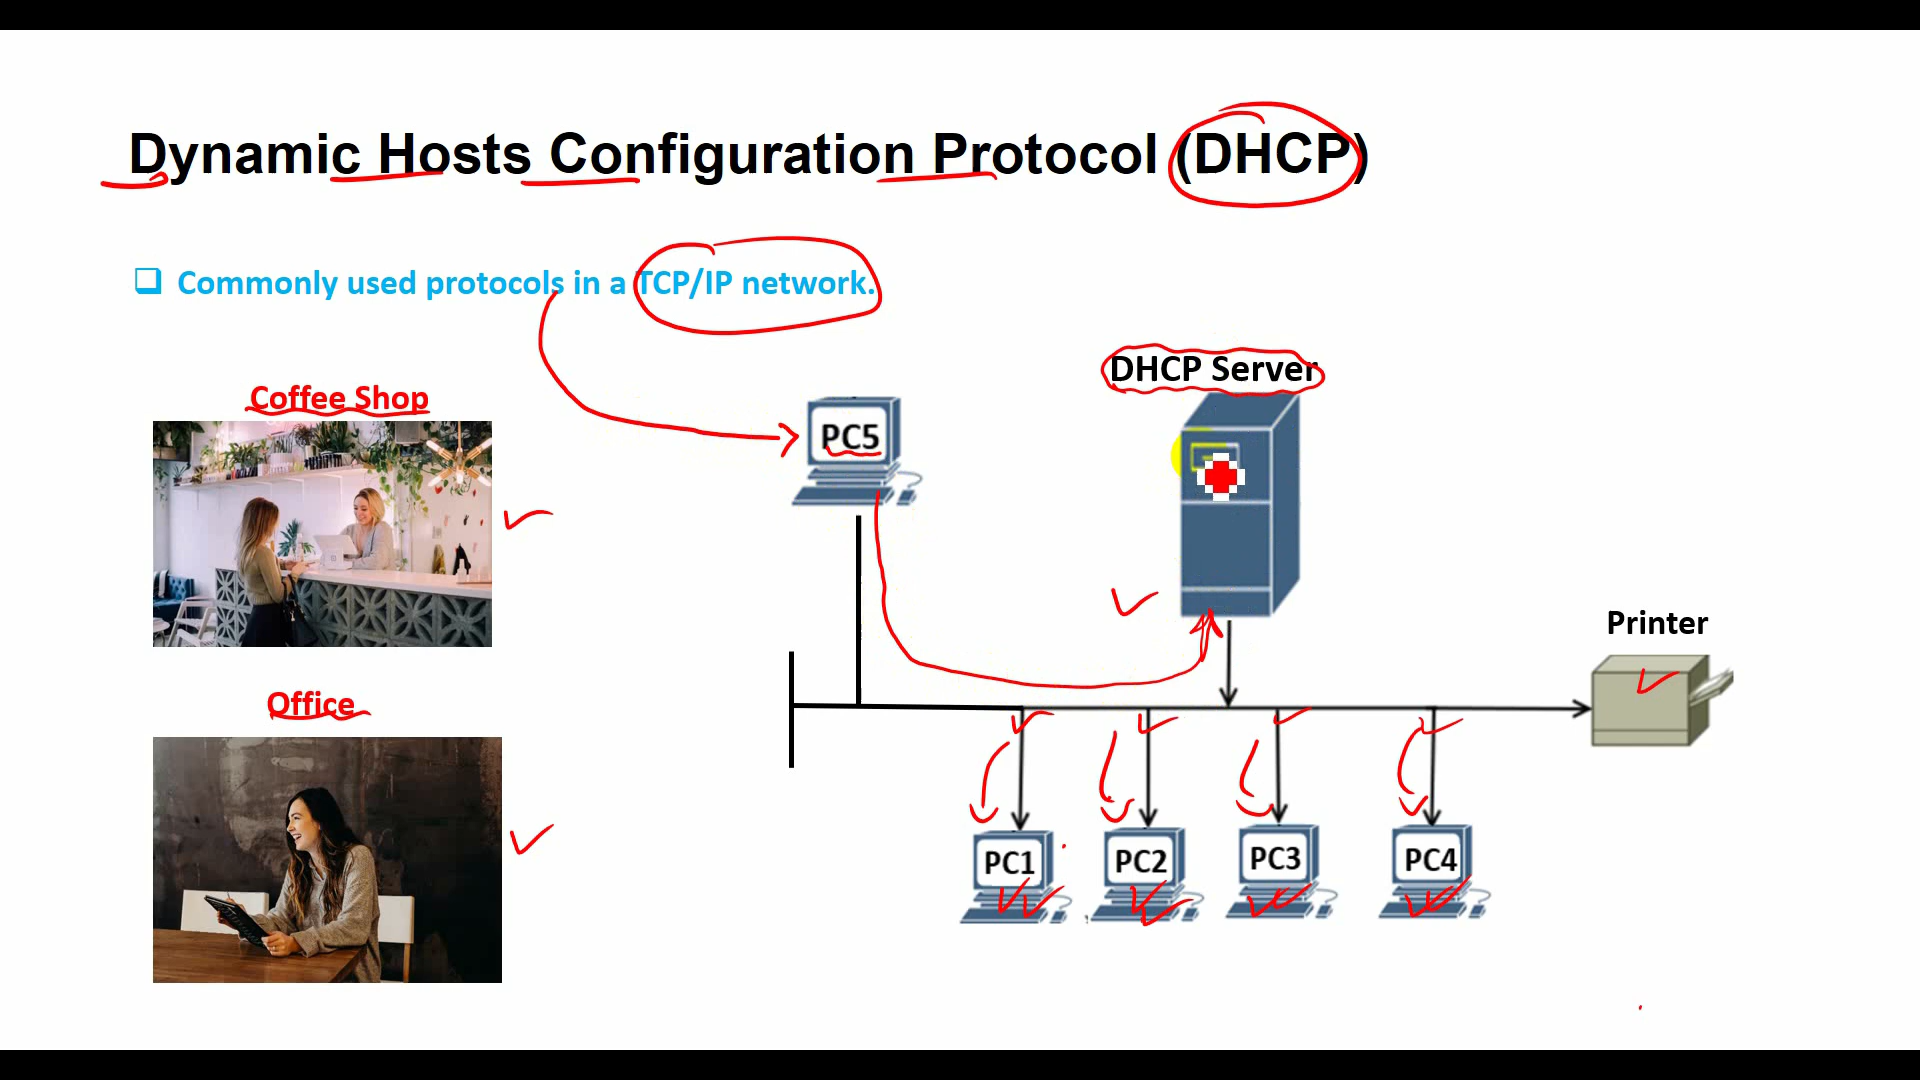 Dynamic Hosts Configuration Protocol (DHCP)
Commonly used protocols in a TCP/IP network.
Coffee Shop
Office
DHCP Server
PC5
Printer
PC1
PC2
PC3
PC4